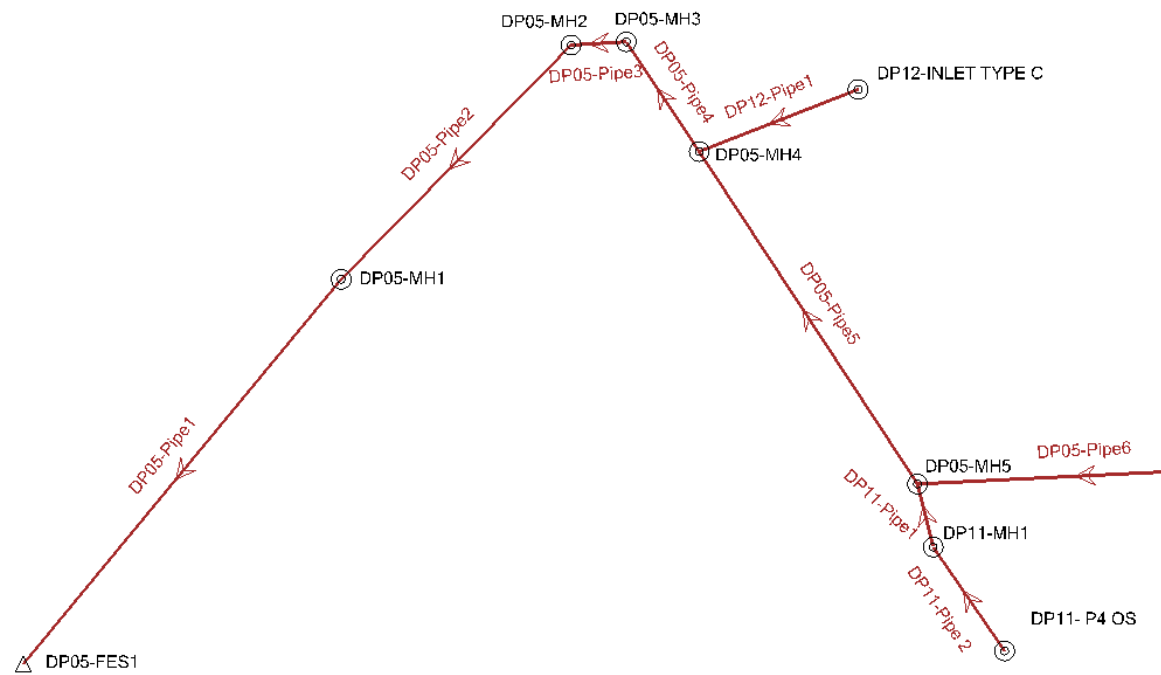 DP05-MH2
DP05-MH3
DP05-Pipe3
DP05-Pipe4
DP12-INLET TYPE C
DP12-Pipe1
DP05-MH4
DP05-Pipe2
DP05-MH1
DP05-Pipe5
DP05-Pipe1
DP05-Pipe6
DP05-MH5
DP11-Pipe1
DP11-MH1
DP11-Pipe 2
DP11- P4 OS
DP05-FES1